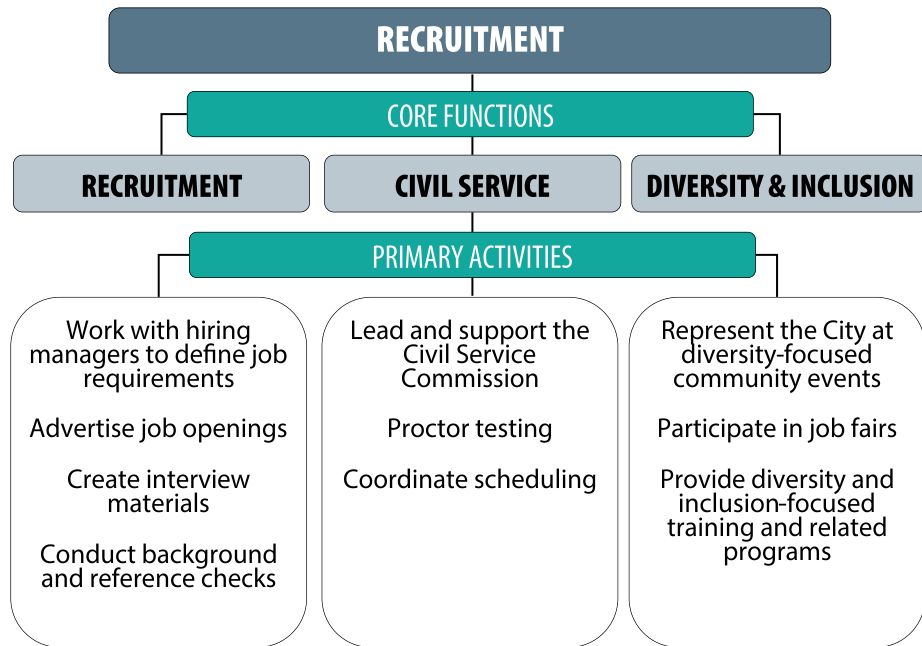 RECRUITMENT
CORE FUNCTIONS
RECRUITMENT
CIVIL SERVICE
DIVERSITY & INCLUSION
PRIMARY ACTIVITIES
Work with hiring
managers to define job
requirements
Advertise job openings
Create interview
materials
Conduct background
and reference checks
Lead and support the
Civil Service
Commission
Proctor testing
Coordinate scheduling
Represent the City at
diversity-focused
community events
Participate in job fairs
Provide diversity and
inclusion-focused
training and related
programs